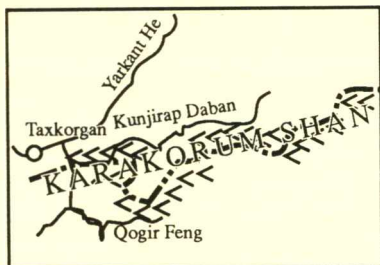 Yarkant He
Taxkorgan
Kunjirap Daban
KARAKORUM SHAN
Qogir Feng